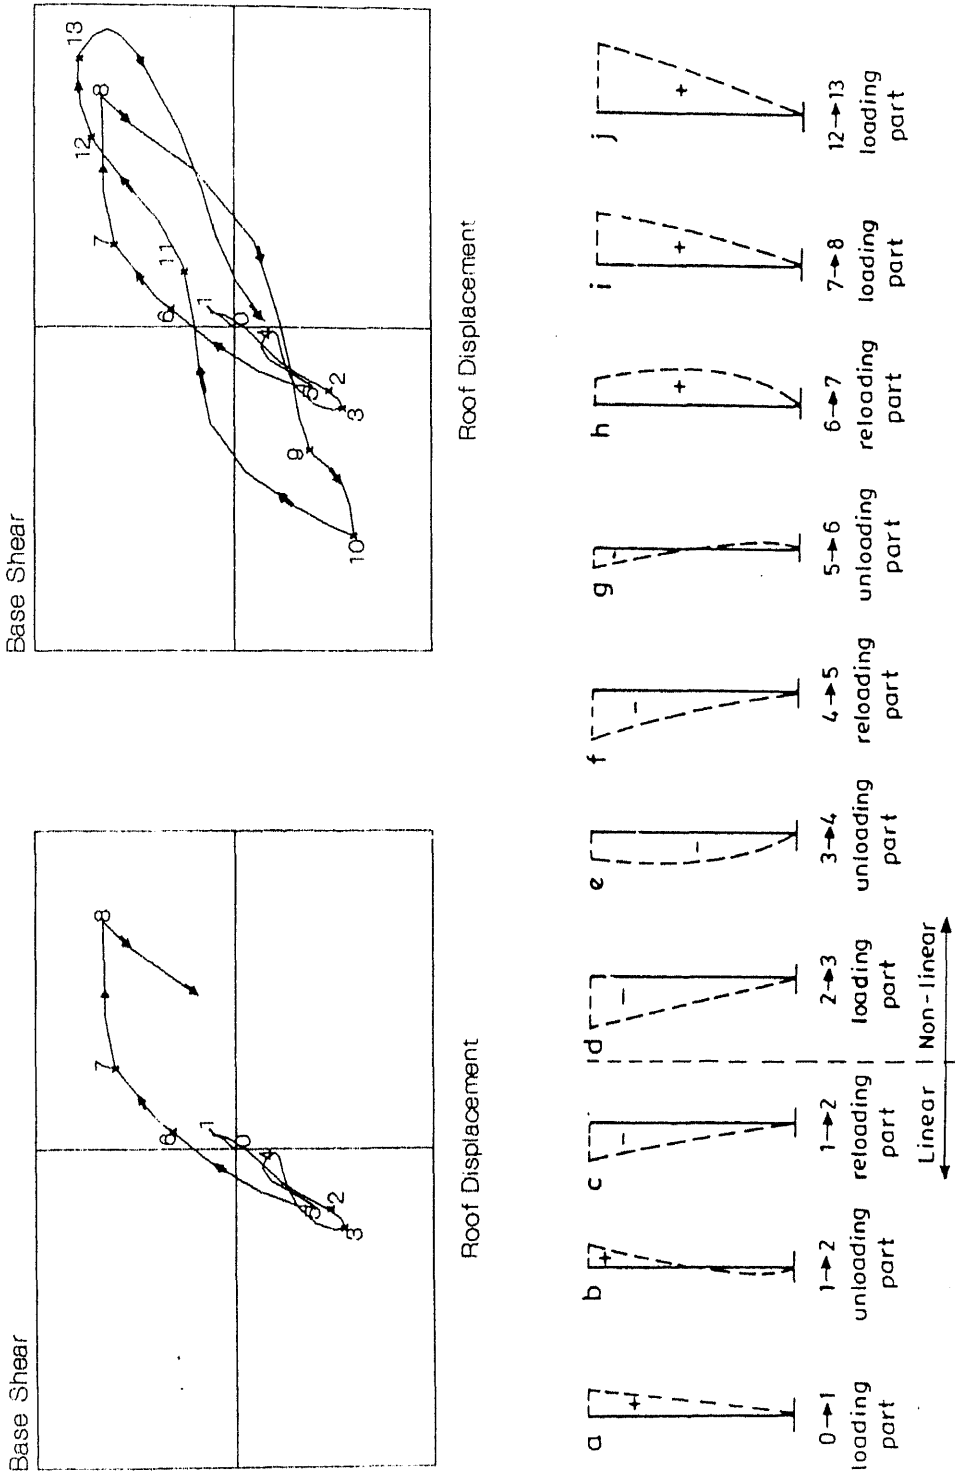 Base Shear
8
7
6
1
0
4
5
2
3
Roof Displacement
Base Shear
13
8
12
7
11
6
1
0
4
5
2
3
9
10
Roof Displacement
a
+
0→1
loading
part
b
+
1→2
unloading
part
c
−
1→2
reloading
part
d
−
2→3
loading
part
e
−
3→4
unloading
part
f
−
4→5
reloading
part
g
−
5→6
unloading
part
h
+
6→7
reloading
part
i
+
7→8
loading
part
j
+
12→13
loading
part
Linear
Non-linear